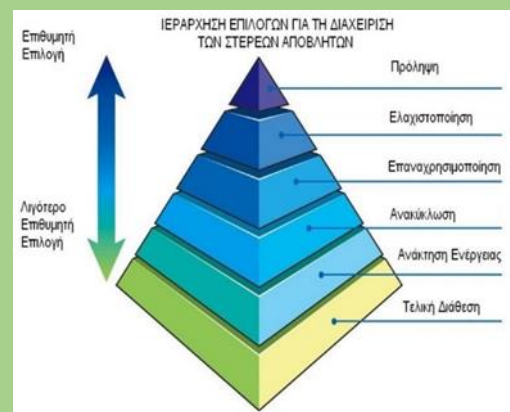 ΙΕΡΑΡΧΗΣΗ ΕΠΙΛΟΓΩΝ ΓΙΑ ΤΗ ΔΙΑΧΕΙΡΙΣΗ
ΤΩΝ ΣΤΕΡΕΩΝ ΑΠΟΒΛΗΤΩΝ
Επιθυμητή
Επιλογή
Πρόληψη
Ελαχιστοποίηση
Επαναχρησιμοποίηση
Λιγότερο
Επιθυμητή
Επιλογή
Ανακύκλωση
Ανάκτηση Ενέργειας
Τελική Διάθεση